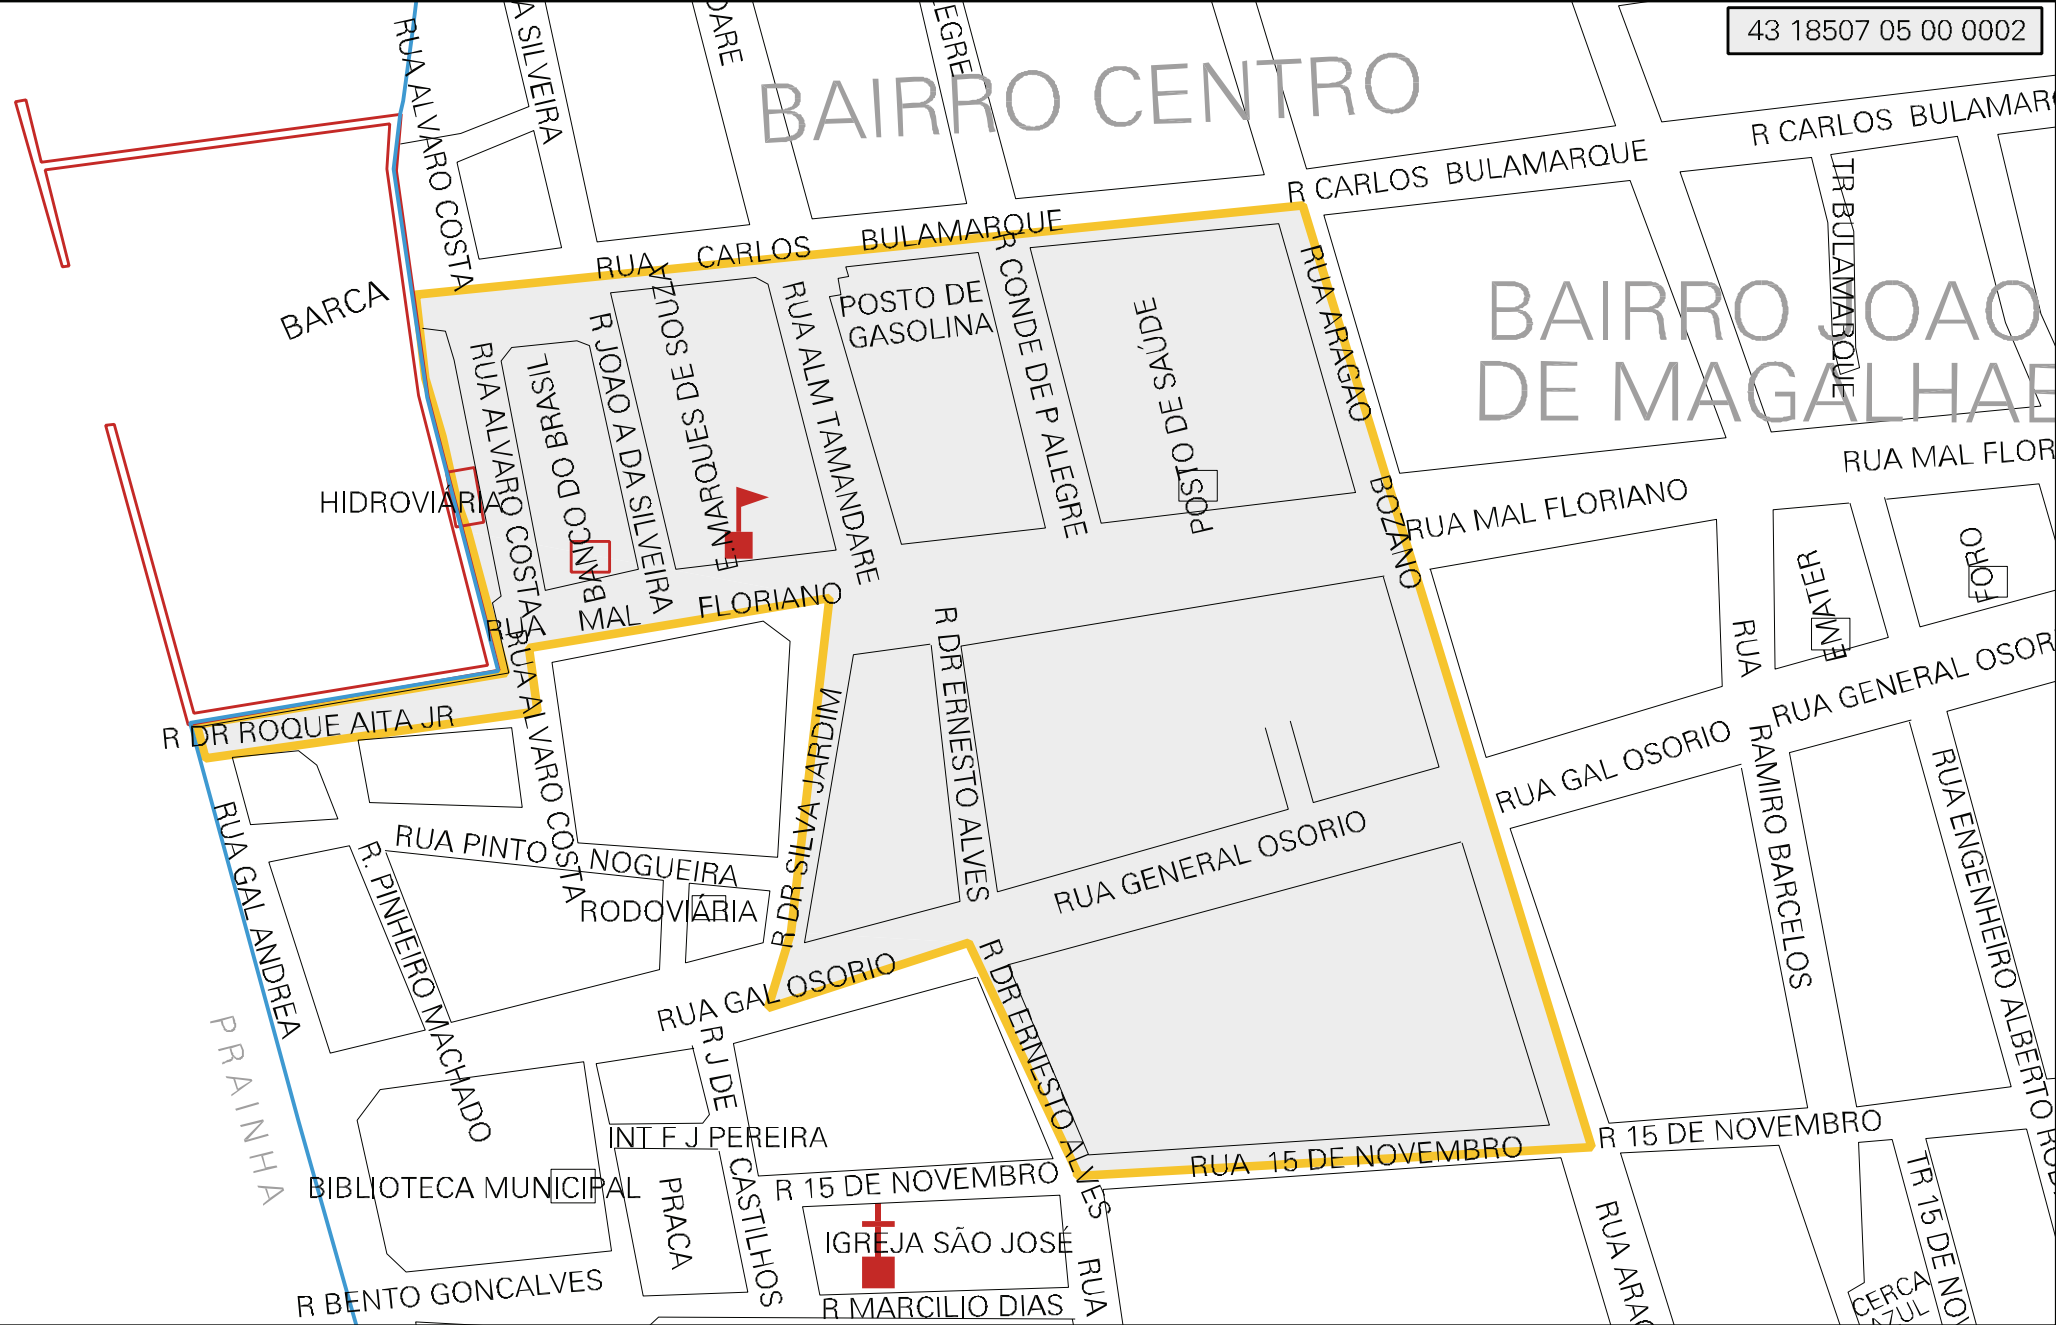 43 18507 05 00 0002
RUA ALVARO COSTA
A SILVEIRA
DARE
EGRE
BAIRRO CENTRO
R CARLOS BULAMAR
R CARLOS BULAMARQUE
TR BULAMARQUE
RUA CARLOS BULAMARQUE
BARCA
BAIRRO JOAO
DE MAGALHAE
POSTO DE
GASOLINA
RUA ALVARO COSTA
BANCO DO BRASIL
R JOAO A DA SILVEIRA
E. MARQUES DE SOUZA
RUA ALM TAMANDARE
R CONDE DE P ALEGRE
POSTO DE SAÚDE
RUA ARAGAO BOZANO
HIDROVIÁRIA
RUA MAL FLORIANO
RUA MAL FLOR
RUA MAL FLORIANO
EMATER
FORO
R DR ROQUE AITA JR
RUA ALVARO COSTA
R DR SILVA JARDIM
R DR ERNESTO ALVES
RUA
RAMIRO BARCELOS
RUA GENERAL OSOR
RUA GAL OSORIO
RUA ENGENHEIRO ALBERTO RO
RUA GAL ANDREA
RUA PINTO NOGUEIRA
R. PINHEIRO MACHADO
RODOVIÁRIA
RUA GENERAL OSORIO
RUA GAL OSORIO
R DR ERNESTO ALVES
PRAINHA
R J DE CASTILHOS
INT F J PEREIRA
BIBLIOTECA MUNICIPAL
PRACA
R 15 DE NOVEMBRO
RUA 15 DE NOVEMBRO
R 15 DE NOVEMBRO
TR 15 DE NO
IGREJA SÃO JOSÉ
RUA
RUA ARAG
CERCA
AZUL
R BENTO GONCALVES
R MARCILIO DIAS